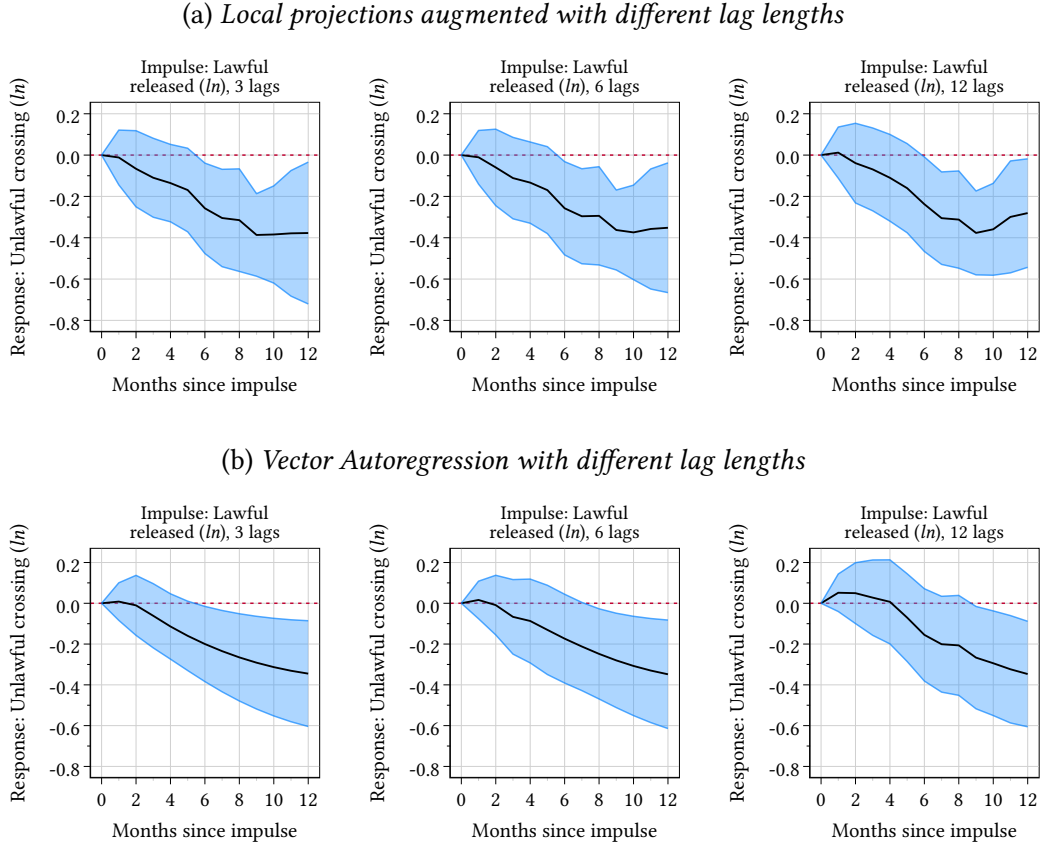 (a) Local projections augmented with different lag lengths
Impulse: Lawful
released (ln), 3 lags
Response: Unlawful crossing (ln)
0.2
0.0
-0.2
-0.4
-0.6
-0.8
0 2 4 6 8 10 12
Months since impulse
Impulse: Lawful
released (ln), 6 lags
Response: Unlawful crossing (ln)
0.2
0.0
-0.2
-0.4
-0.6
-0.8
0 2 4 6 8 10 12
Months since impulse
Impulse: Lawful
released (ln), 12 lags
Response: Unlawful crossing (ln)
0.2
0.0
-0.2
-0.4
-0.6
-0.8
0 2 4 6 8 10 12
Months since impulse
(b) Vector Autoregression with different lag lengths
Impulse: Lawful
released (ln), 3 lags
Response: Unlawful crossing (ln)
0.2
0.0
-0.2
-0.4
-0.6
-0.8
0 2 4 6 8 10 12
Months since impulse
Impulse: Lawful
released (ln), 6 lags
Response: Unlawful crossing (ln)
0.2
0.0
-0.2
-0.4
-0.6
-0.8
0 2 4 6 8 10 12
Months since impulse
Impulse: Lawful
released (ln), 12 lags
Response: Unlawful crossing (ln)
0.2
0.0
-0.2
-0.4
-0.6
-0.8
0 2 4 6 8 10 12
Months since impulse